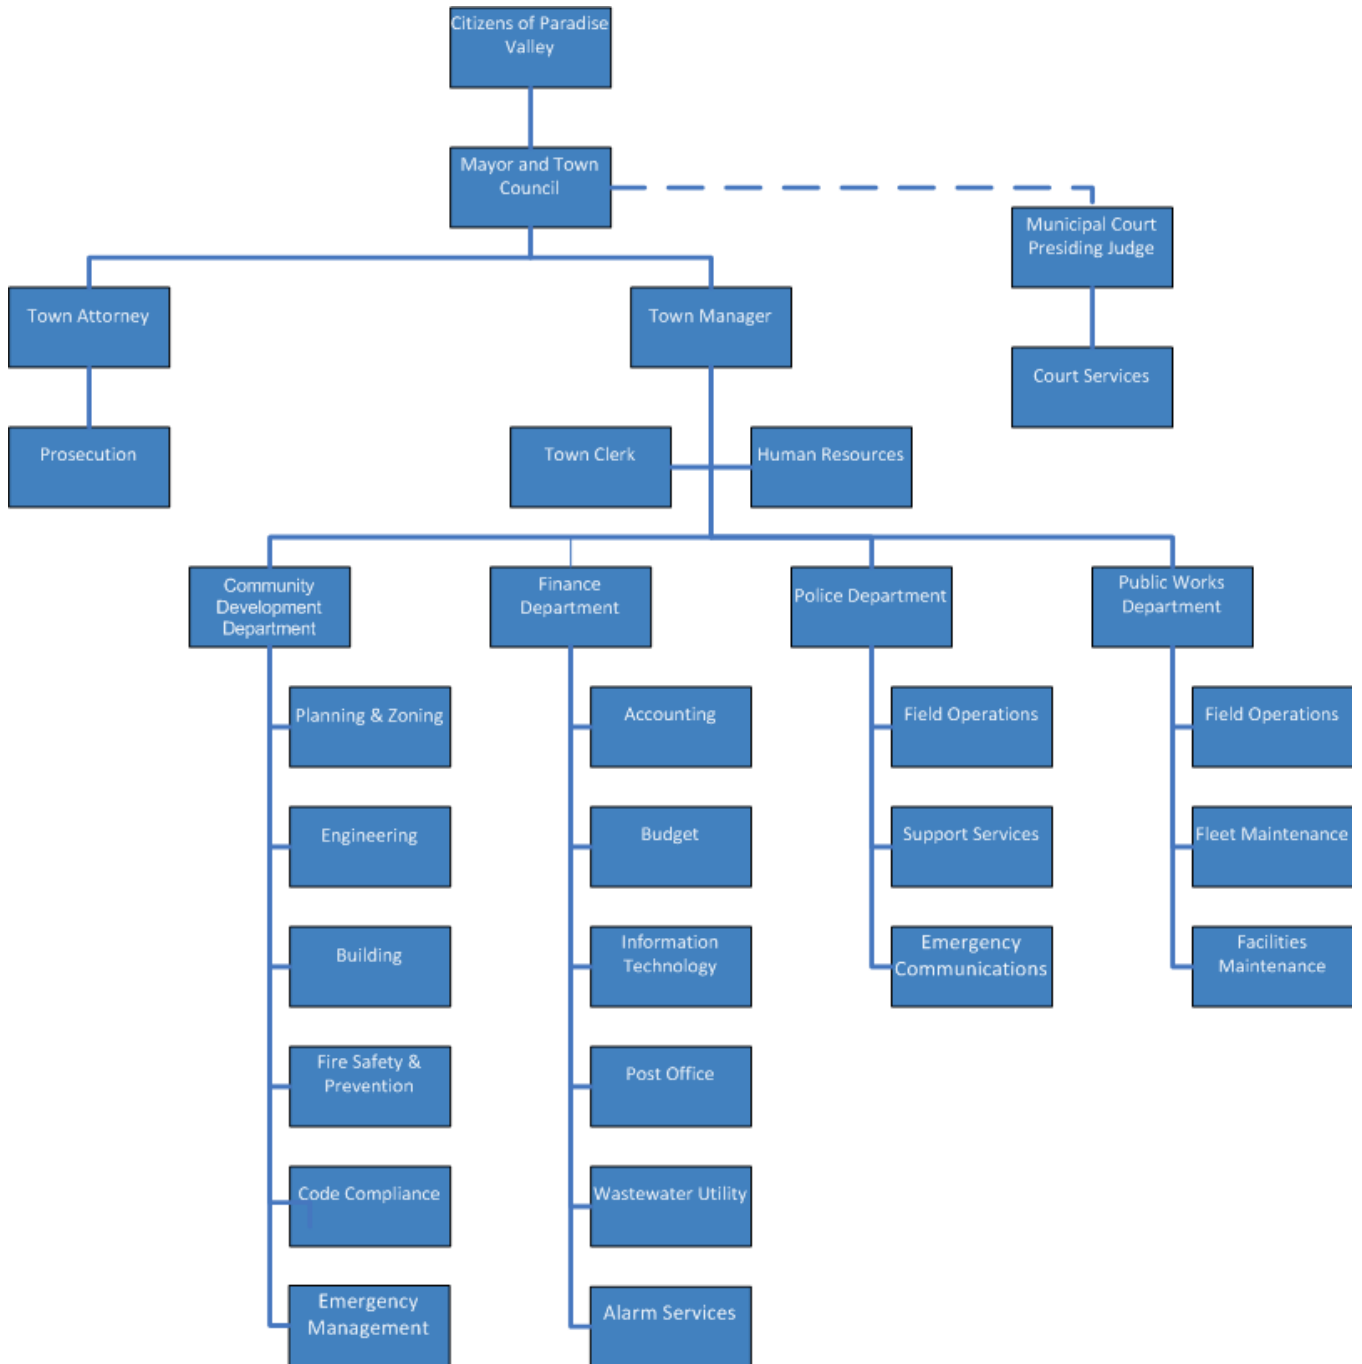 Citizens of Paradise
Valley
Mayor and Town
Council
Municipal Court
Presiding Judge
Town Attorney
Town Manager
Court Services
Prosecution
Town Clerk
Human Resources
Community
Development
Department
Finance
Department
Police Department
Public Works
Department
Planning & Zoning
Accounting
Field Operations
Field Operations
Engineering
Budget
Support Services
Fleet Maintenance
Building
Information
Technology
Emergency
Communications
Facilities
Maintenance
Fire Safety &
Prevention
Post Office
Code Compliance
Wastewater Utility
Emergency
Management
Alarm Services